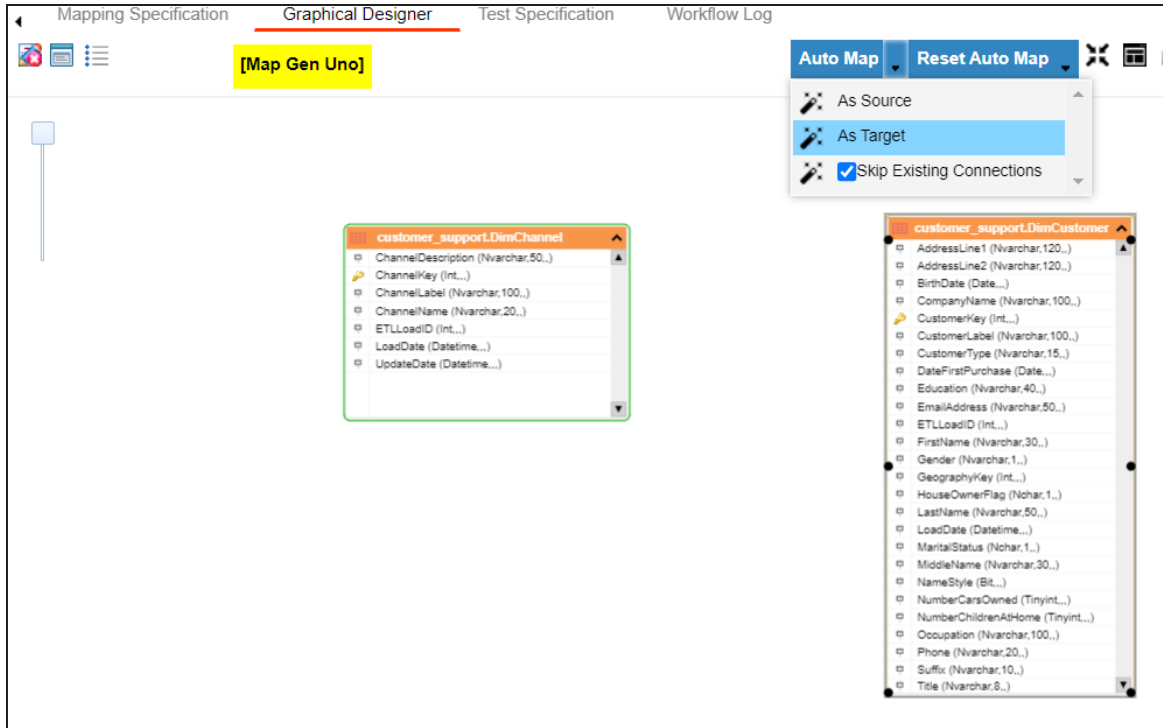 Mapping Specification Graphical Designer Test Specification Workflow Log
[Map Gen Uno]
Auto Map Reset Auto Map
As Source
As Target
Skip Existing Connections
customer_support.DimChannel
ChannelDescription (Nvarchar,50,,)
ChannelKey (Int,,,)
ChannelLabel (Nvarchar,100,,)
ChannelName (Nvarchar,20,,)
ETLLoadID (Int,,,)
LoadDate (Datetime,,,)
UpdateDate (Datetime,,,)
customer_support.DimCustomer
AddressLine1 (Nvarchar,120,,)
AddressLine2 (Nvarchar,120,,)
BirthDate (Date,,,)
CompanyName (Nvarchar,100,,)
CustomerKey (Int,,,)
CustomerLabel (Nvarchar,100,,)
CustomerType (Nvarchar,15,,)
DateFirstPurchase (Date,,,)
Education (Nvarchar,40,,)
EmailAddress (Nvarchar,50,,)
ETLLoadID (Int,,,)
FirstName (Nvarchar,30,,)
Gender (Nvarchar,1,,)
GeographyKey (Int,,,)
HouseOwnerFlag (Nchar,1,,)
LastName (Nvarchar,50,,)
LoadDate (Datetime,,,)
MaritalStatus (Nchar,1,,)
MiddleName (Nvarchar,30,,)
NameStyle (Bit,,,)
NumberCarsOwned (Tinyint,,,)
NumberChildrenAtHome (Tinyint,,,)
Occupation (Nvarchar,100,,)
Phone (Nvarchar,20,,)
Suffix (Nvarchar,10,,)
Title (Nvarchar,8,,)